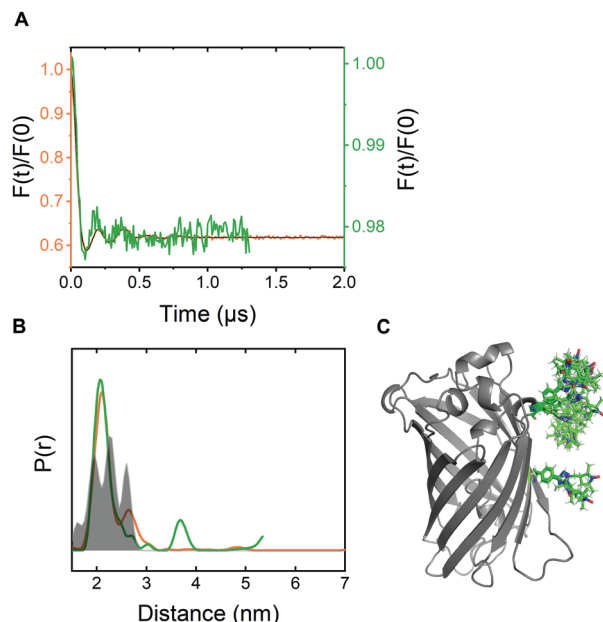 A
F(t)/F(0)
1.0
0.9
0.8
0.7
0.6
1.00
0.99
0.98
F(t)/F(0)
0.0 0.5 1.0 1.5 2.0
Time (µs)
B
C
P(r)
2 3 4 5 6 7
Distance (nm)